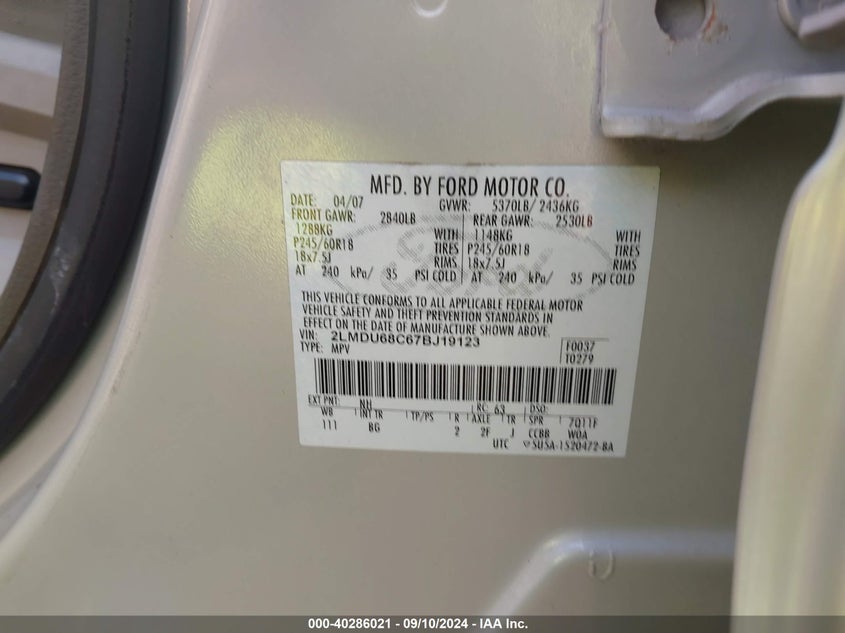 MFD. BY FORD MOTOR CO.
DATE: 04/07 GVWR: 5370LB/ 2436KG
FRONT GAWR: 2840LB REAR GAWR: 2530LB
1288KG WITH 1148KG WITH
P245/60R18 TIRES P245/60R18 TIRES
18x7.5J RIMS 18x7.5J RIMS
AT 240 kPa/ 35 PSI COLD AT 240 kPa/ 35 PSI COLD
THIS VEHICLE CONFORMS TO ALL APPLICABLE FEDERAL MOTOR
VEHICLE SAFETY AND THEFT PREVENTION STANDARDS IN
EFFECT ON THE DATE OF MANUFACTURE SHOWN ABOVE.
VIN: 2LMDU68C67BJ19123 F0037
TYPE: MPV T0279
EXT PNT: NH RC: 63 DSO:
WB INT TR TP/PS R AXLE TR SPR 7Q11F
111 BG 2 2F J CCBB WOA
UTC 5U5A-1520472-BA
000-40286021 - 09/10/2024 - IAA Inc.